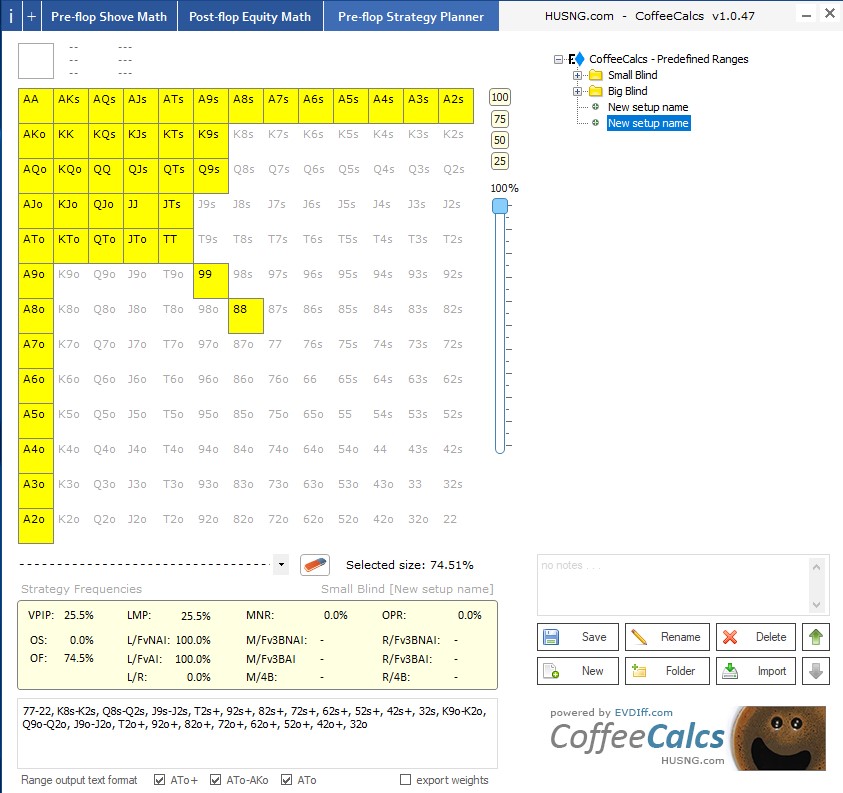 i + Pre-flop Shove Math Post-flop Equity Math Pre-flop Strategy Planner HUSNG.com - CoffeeCalcs v1.0.47
-- ---
-- ---
-- ---
CoffeeCalcs - Predefined Ranges
Small Blind
Big Blind
New setup name
New setup name
AA AKs AQs AJs ATs A9s A8s A7s A6s A5s A4s A3s A2s
AKo KK KQs KJs KTs K9s K8s K7s K6s K5s K4s K3s K2s
AQo KQo QQ QJs QTs Q9s Q8s Q7s Q6s Q5s Q4s Q3s Q2s
AJo KJo QJo JJ JTs J9s J8s J7s J6s J5s J4s J3s J2s
ATo KTo QTo JTo TT T9s T8s T7s T6s T5s T4s T3s T2s
A9o K9o Q9o J9o T9o 99 98s 97s 96s 95s 94s 93s 92s
A8o K8o Q8o J8o T8o 98o 88 87s 86s 85s 84s 83s 82s
A7o K7o Q7o J7o T7o 97o 87o 77 76s 75s 74s 73s 72s
A6o K6o Q6o J6o T6o 96o 86o 76o 66 65s 64s 63s 62s
A5o K5o Q5o J5o T5o 95o 85o 75o 65o 55 54s 53s 52s
A4o K4o Q4o J4o T4o 94o 84o 74o 64o 54o 44 43s 42s
A3o K3o Q3o J3o T3o 93o 83o 73o 63o 53o 43o 33 32s
A2o K2o Q2o J2o T2o 92o 82o 72o 62o 52o 42o 32o 22
100
75
50
25
100%
Selected size: 74.51%
Strategy Frequencies Small Blind [New setup name]
VPIP: 25.5% LMP: 25.5% MNR: 0.0% OPR: 0.0%
OS: 0.0% L/FvNAI: 100.0% M/Fv3BNAI: - R/Fv3BNAI: -
OF: 74.5% L/FvAI: 100.0% M/Fv3BAI - R/Fv3BAI: -
L/R: 0.0% M/4B: - R/4B: -
77-22, K8s-K2s, Q8s-Q2s, J9s-J2s, T2s+, 92s+, 82s+, 72s+, 62s+, 52s+, 42s+, 32s, K9o-K2o,
Q9o-Q2o, J9o-J2o, T2o+, 92o+, 82o+, 72o+, 62o+, 52o+, 42o+, 32o
Range output text format ATo+ ATo-AKo ATo export weights
no notes . . .
Save Rename Delete
New Folder Import
powered by EVDIff.com
CoffeeCalcs
HUSNG.com